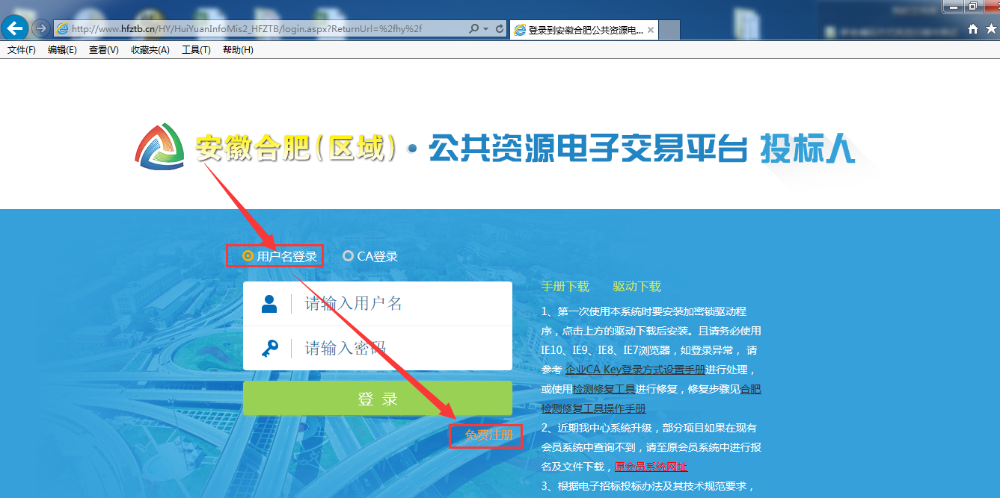 http://www.hfztb.cn/HY/HuiYuanInfoMis2_HFZTB/login.aspx?ReturnUrl=%2fhy%2f
登录到安徽合肥公共资源电...
文件(F) 编辑(E) 查看(V) 收藏夹(A) 工具(T) 帮助(H)
安徽合肥(区域)·公共资源电子交易平台 投标人
用户名登录 CA登录
请输入用户名
请输入密码
登 录
免费注册
手册下载 驱动下载
1、第一次使用本系统时要安装加密锁驱动程
序，点击上方的驱动下载后安装。且请务必使用
IE10、IE9、IE8、IE7浏览器，如登录异常， 请
参考 企业CA Key登录方式设置手册进行处理，
或使用检测修复工具进行修复，修复步骤见合肥
检测修复工具操作手册
2、近期我中心系统升级，部分项目如果在现有
会员系统中查询不到，请至原会员系统中进行报
名及文件下载，原会员系统网址
3、根据电子招标投标办法及其技术规范要求，